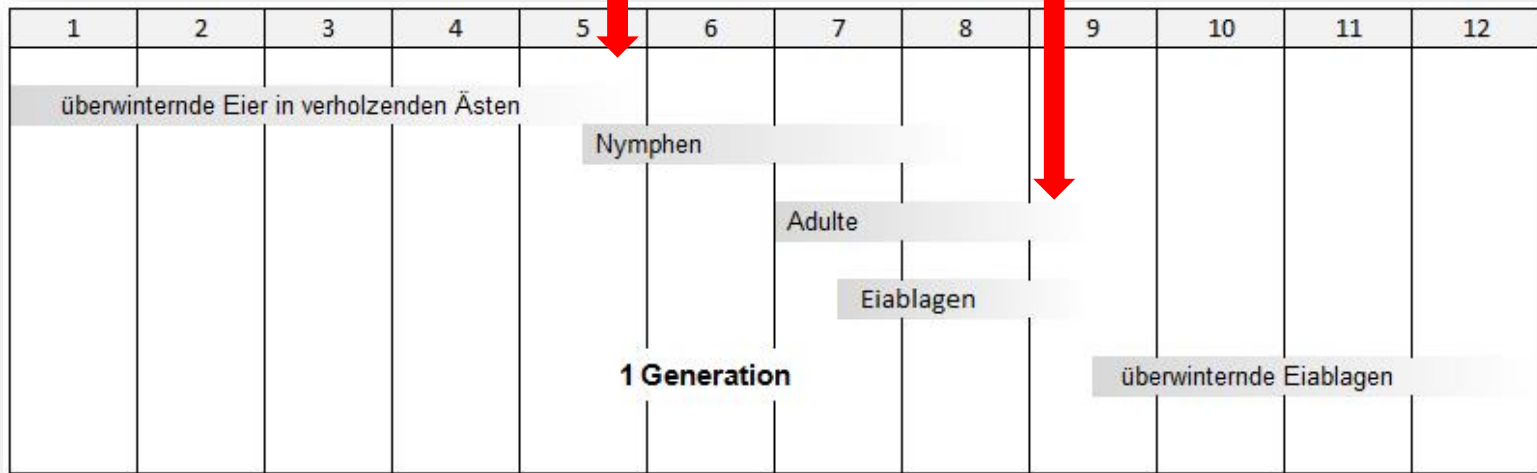 1 2 3 4 5 6 7 8 9 10 11 12
überwinternde Eier in verholzenden Ästen
Nymphen
Adulte
Eiablagen
1 Generation
überwinternde Eiablagen